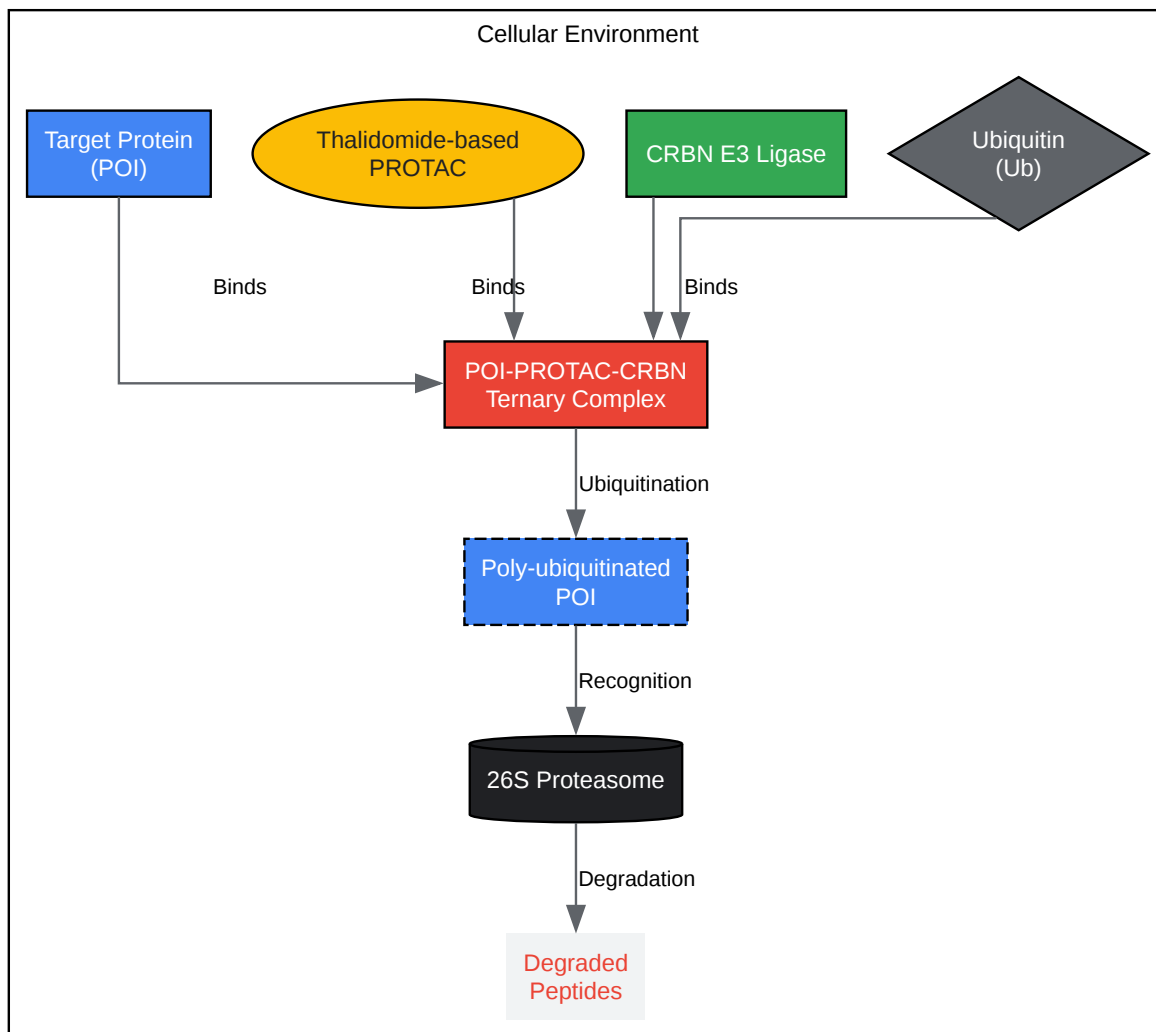 Cellular Environment
Target Protein
(POI)
Thalidomide-based
PROTAC
CRBN E3 Ligase
Ubiquitin
(Ub)
Binds
Binds
Binds
POI-PROTAC-CRBN
Ternary Complex
Ubiquitination
Poly-ubiquitinated
POI
Recognition
26S Proteasome
Degradation
Degraded
Peptides